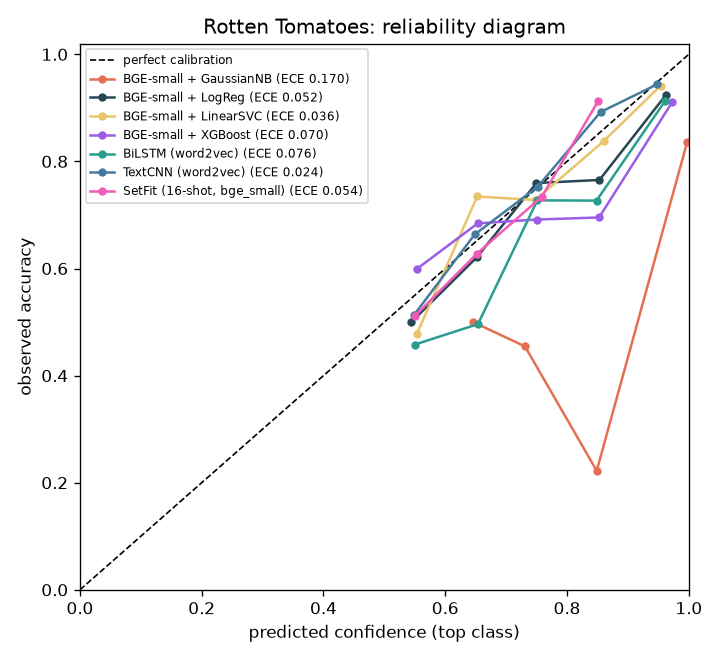 Rotten Tomatoes: reliability diagram
perfect calibration
BGE-small + GaussianNB (ECE 0.170)
BGE-small + LogReg (ECE 0.052)
BGE-small + LinearSVC (ECE 0.036)
BGE-small + XGBoost (ECE 0.070)
BiLSTM (word2vec) (ECE 0.076)
TextCNN (word2vec) (ECE 0.024)
SetFit (16-shot, bge_small) (ECE 0.054)
1.0
0.8
0.6
0.4
0.2
0.0
observed accuracy
0.0 0.2 0.4 0.6 0.8 1.0
predicted confidence (top class)